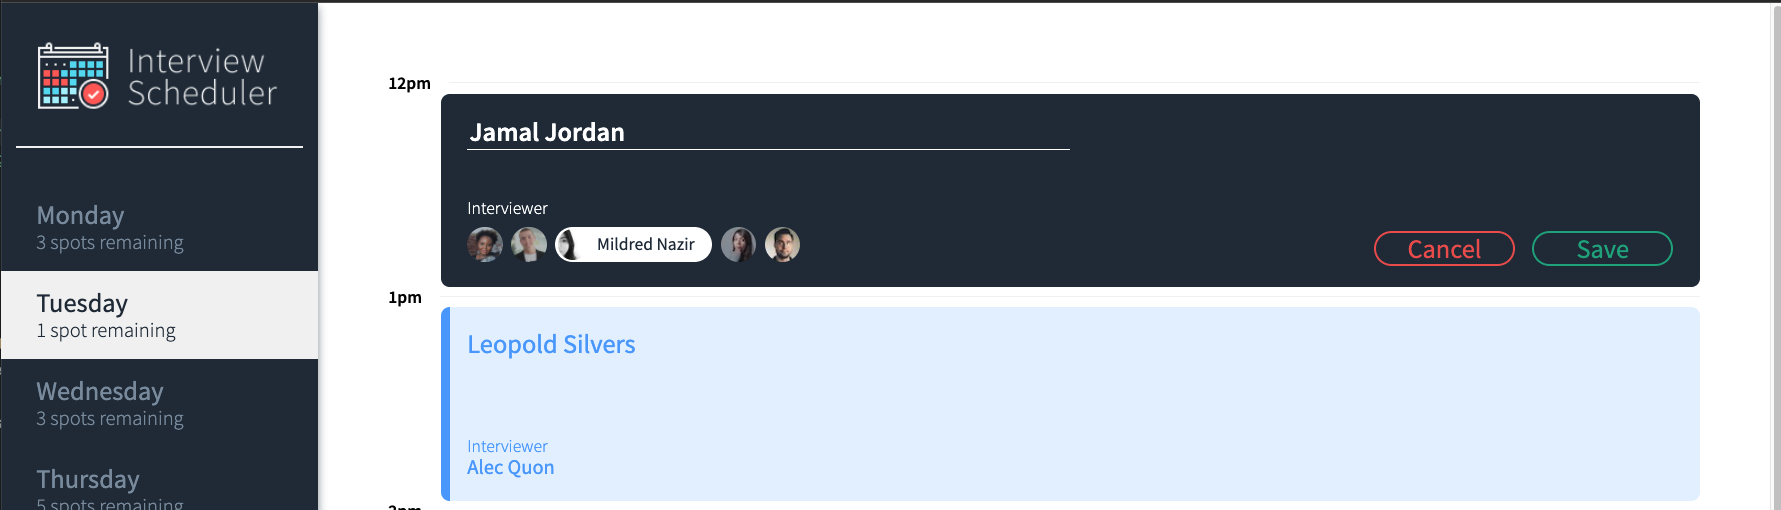 Interview
Scheduler
Monday
3 spots remaining
Tuesday
1 spot remaining
Wednesday
3 spots remaining
Thursday
5 spots remaining
12pm
Jamal Jordan
Interviewer
Mildred Nazir
Cancel
Save
1pm
Leopold Silvers
Interviewer
Alec Quon
2pm